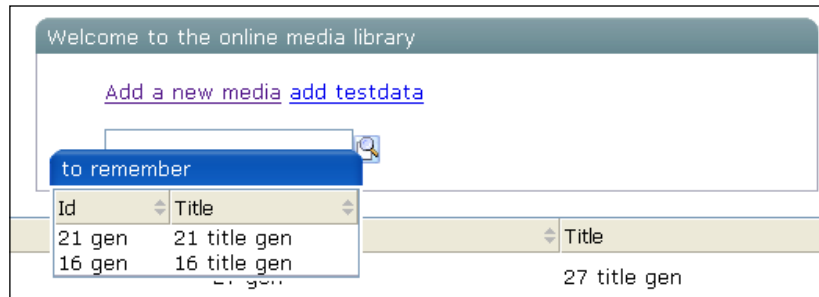 Welcome to the online media library
Add a new media add testdata
to remember
Id Title
21 gen 21 title gen
16 gen 16 title gen
Title
27 title gen